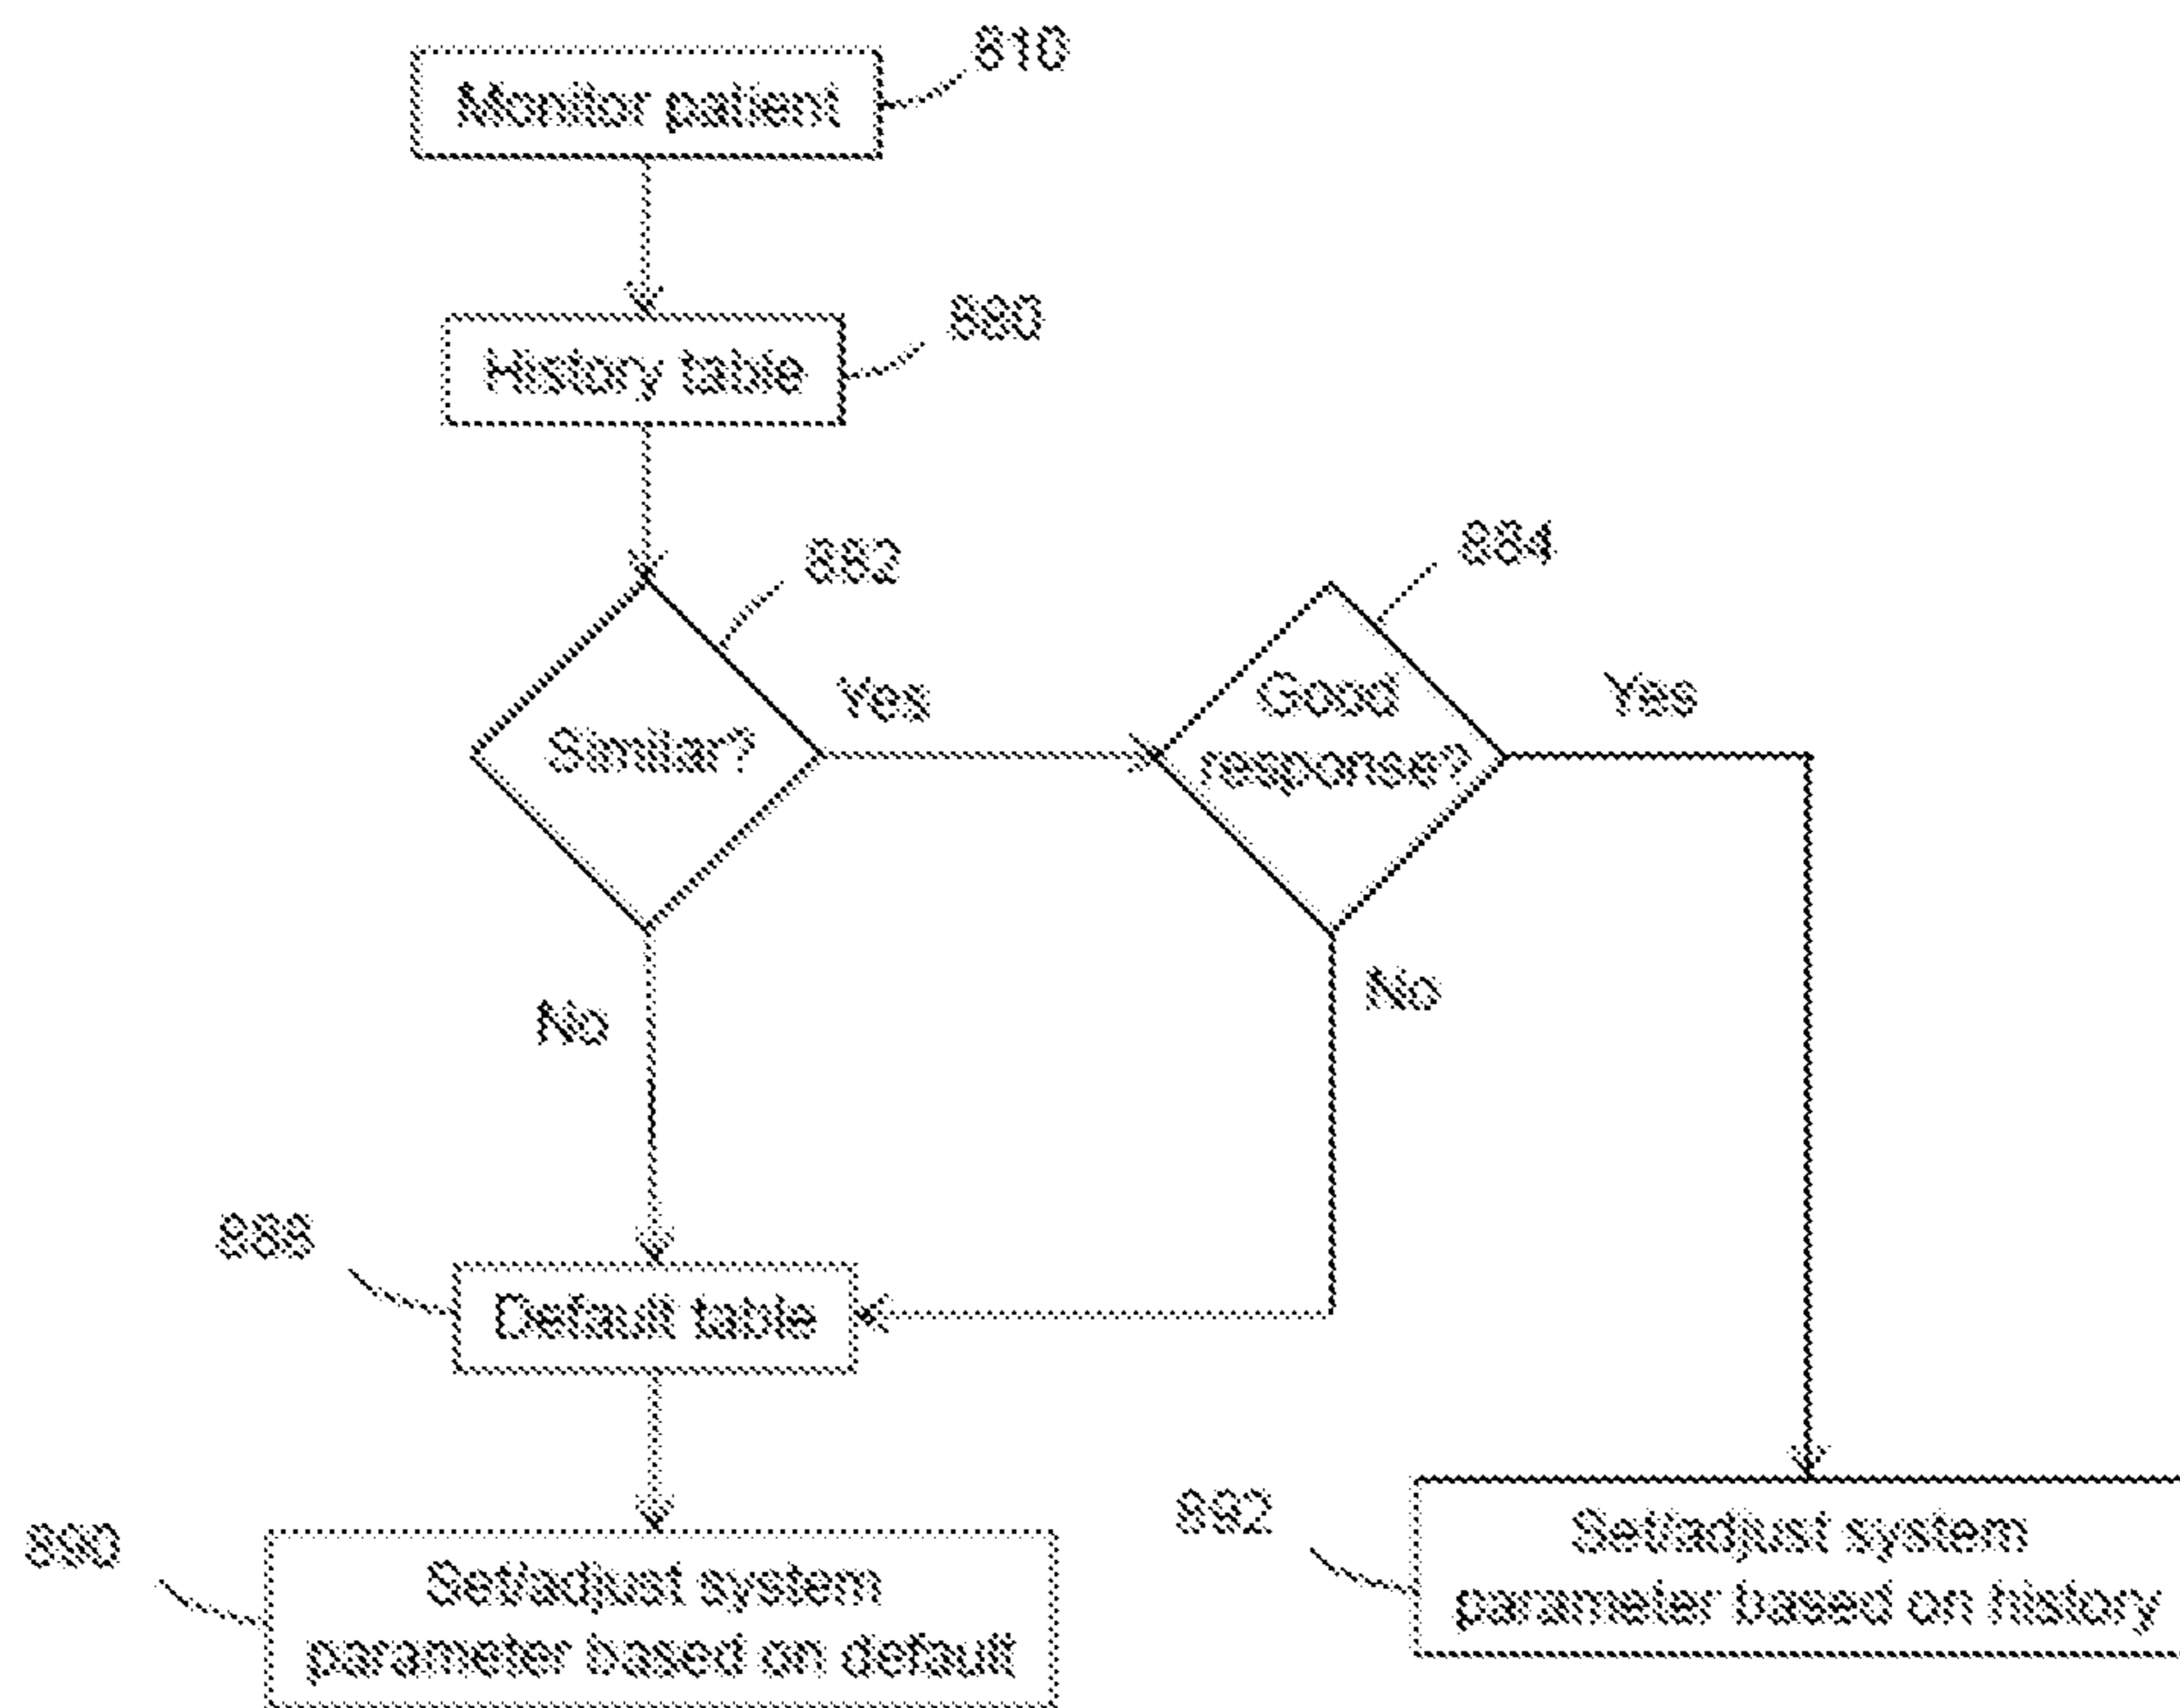 Monitor patient
810
History table
880
882
884
Similar?
Yes
Good
response?
Yes
No
No
Default table
890
Set/adjust system
parameter based on default
892
Set/adjust system
parameter based on history